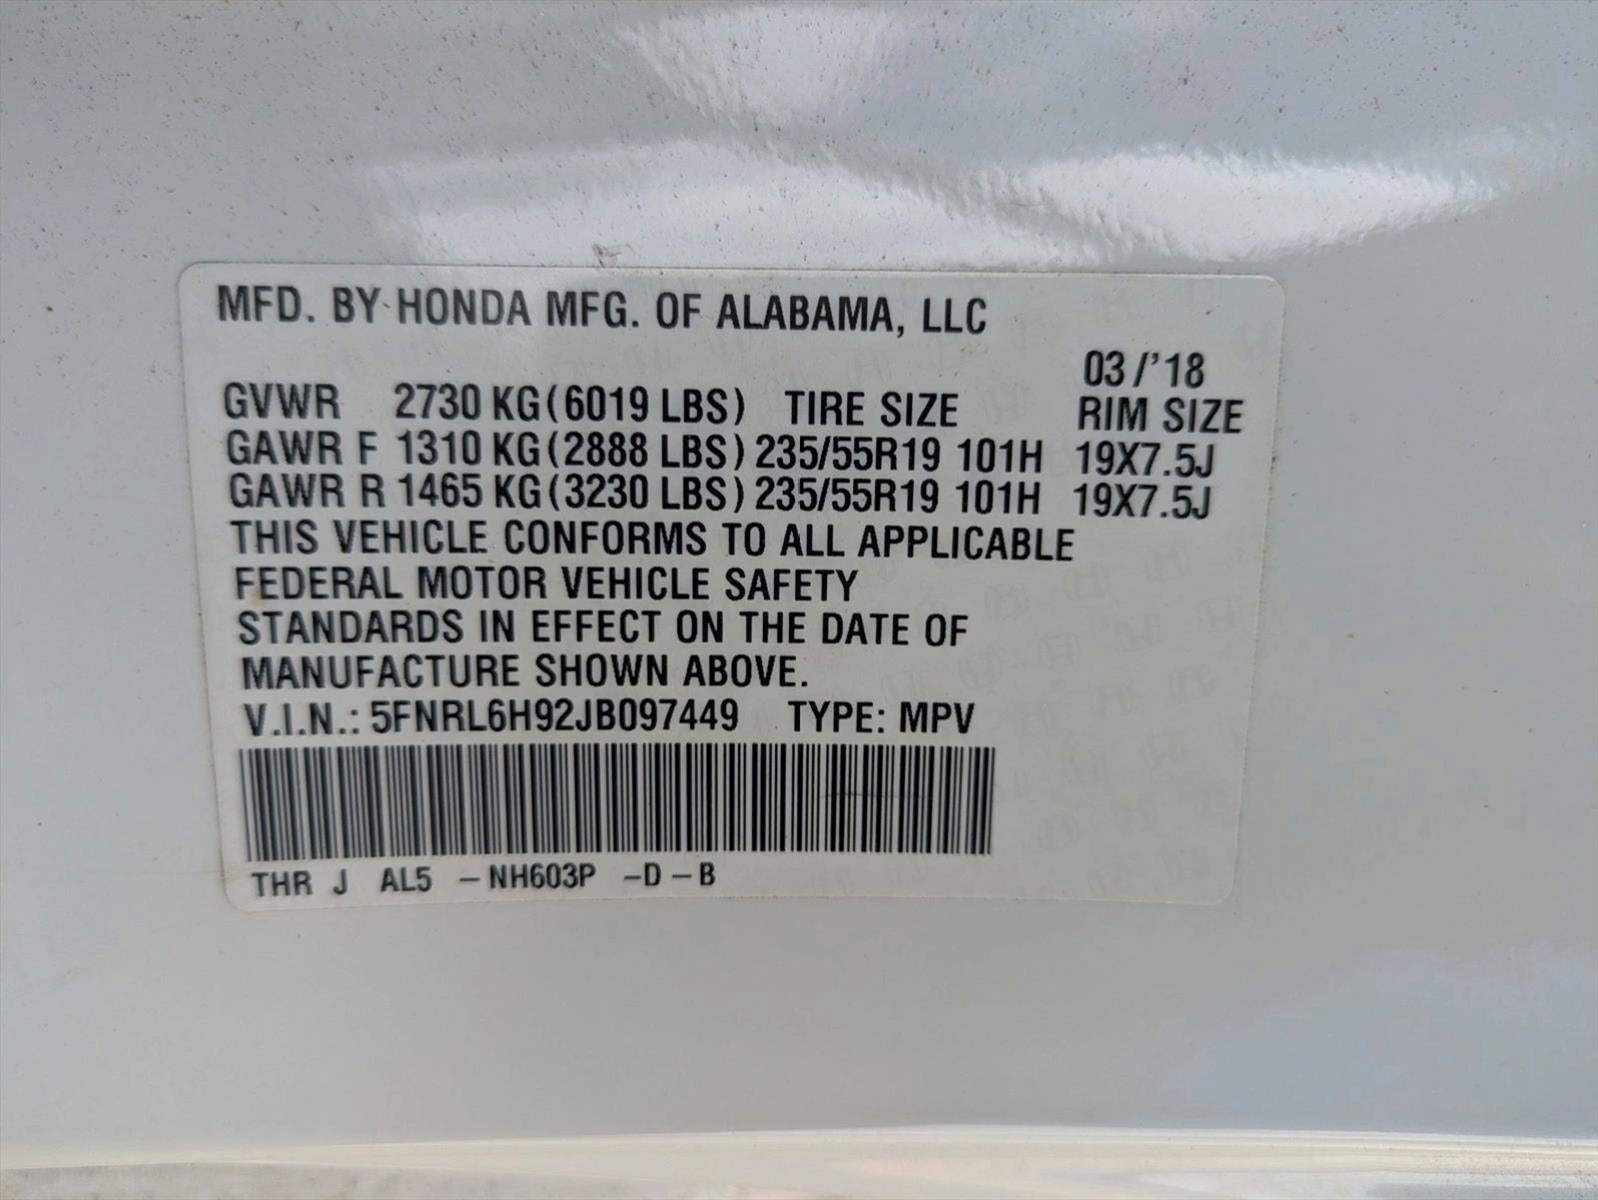 MFD. BY HONDA MFG. OF ALABAMA, LLC
03/'18
GVWR 2730 KG(6019 LBS) TIRE SIZE RIM SIZE
GAWR F 1310 KG(2888 LBS) 235/55R19 101H 19X7.5J
GAWR R 1465 KG(3230 LBS) 235/55R19 101H 19X7.5J
THIS VEHICLE CONFORMS TO ALL APPLICABLE
FEDERAL MOTOR VEHICLE SAFETY
STANDARDS IN EFFECT ON THE DATE OF
MANUFACTURE SHOWN ABOVE.
V.I.N.: 5FNRL6H92JB097449 TYPE: MPV
THR J AL5 -NH603P -D-B